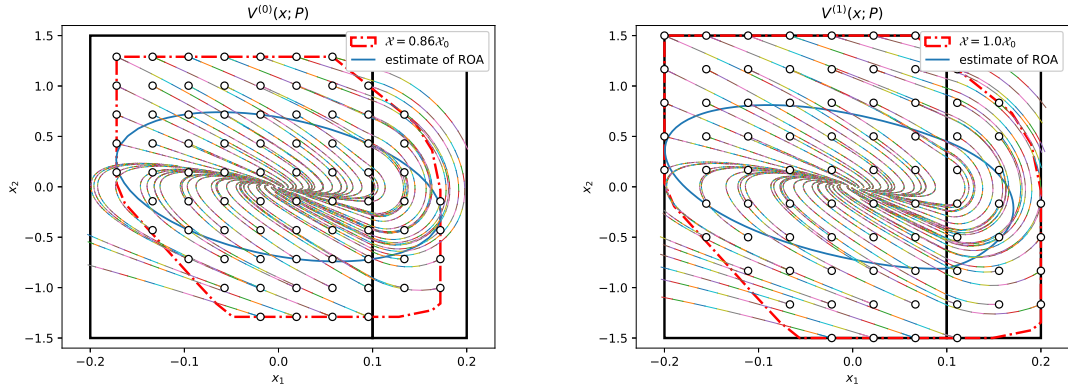 V^(0)(x; P)
1.5
1.0
0.5
0.0
−0.5
−1.0
−1.5
x₂
−0.2 −0.1 0.0 0.1 0.2
x₁
𝒳 = 0.86𝒳₀
estimate of ROA
V^(1)(x; P)
1.5
1.0
0.5
0.0
−0.5
−1.0
−1.5
x₂
−0.2 −0.1 0.0 0.1 0.2
x₁
𝒳 = 1.0𝒳₀
estimate of ROA